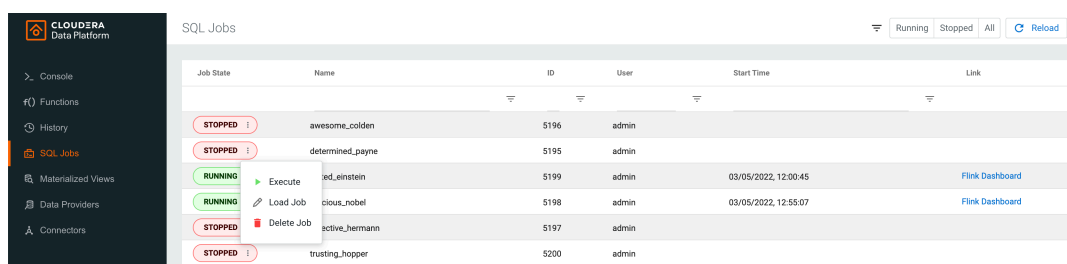 CLOUDERA
Data Platform
SQL Jobs
Running Stopped All Reload
Console
Functions
History
SQL Jobs
Materialized Views
Data Providers
Connectors
Job State Name ID User Start Time Link
STOPPED awesome_colden 5196 admin
STOPPED determined_payne 5195 admin
RUNNING ed_einstein 5199 admin 03/05/2022, 12:00:45 Flink Dashboard
RUNNING cious_nobel 5198 admin 03/05/2022, 12:55:07 Flink Dashboard
STOPPED ective_hermann 5197 admin
STOPPED trusting_hopper 5200 admin
Execute
Load Job
Delete Job